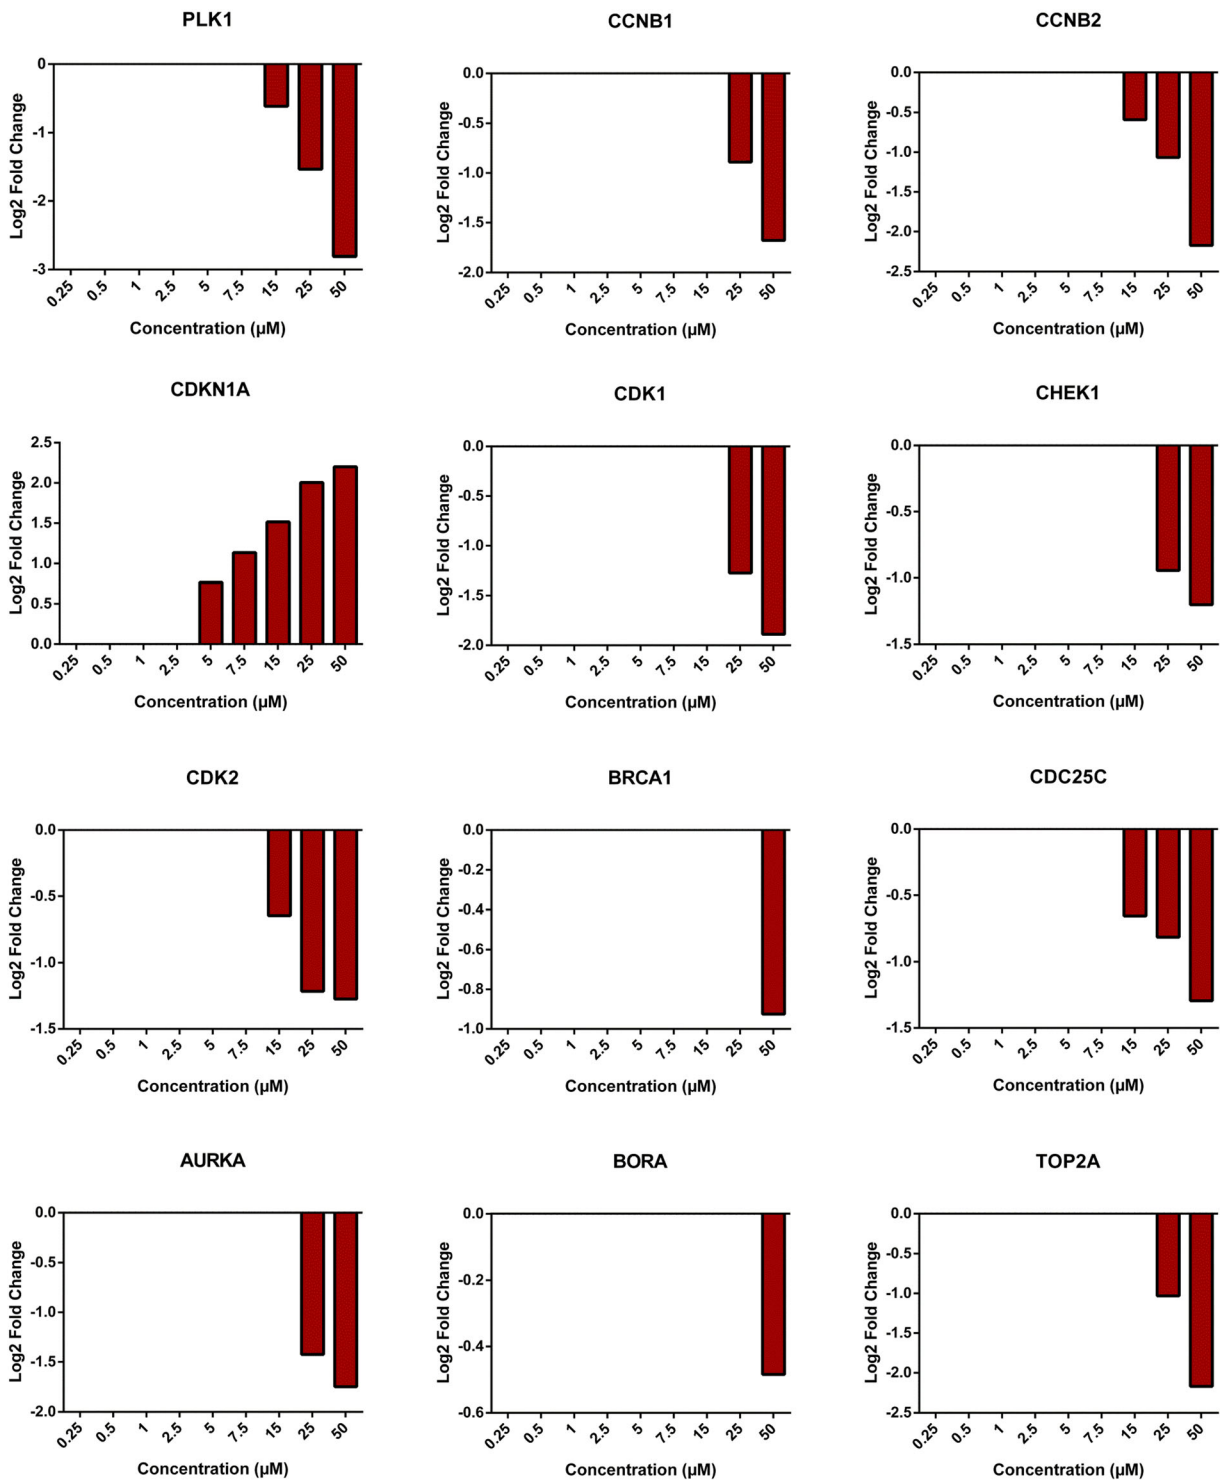 PLK1
CCNB1
CCNB2
Log2 Fold Change
0
-1
-2
-3
0.25 0.5 1 2.5 5 7.5 15 25 50
Concentration (µM)
Log2 Fold Change
0.0
-0.5
-1.0
-1.5
-2.0
0.25 0.5 1 2.5 5 7.5 15 25 50
Concentration (µM)
Log2 Fold Change
0.0
-0.5
-1.0
-1.5
-2.0
-2.5
0.25 0.5 1 2.5 5 7.5 15 25 50
Concentration (µM)
CDKN1A
CDK1
CHEK1
Log2 Fold Change
2.5
2.0
1.5
1.0
0.5
0.0
0.25 0.5 1 2.5 5 7.5 15 25 50
Concentration (µM)
Log2 Fold Change
0.0
-0.5
-1.0
-1.5
-2.0
0.25 0.5 1 2.5 5 7.5 15 25 50
Concentration (µM)
Log2 Fold Change
0.0
-0.5
-1.0
-1.5
0.25 0.5 1 2.5 5 7.5 15 25 50
Concentration (µM)
CDK2
BRCA1
CDC25C
Log2 Fold Change
0.0
-0.5
-1.0
-1.5
0.25 0.5 1 2.5 5 7.5 15 25 50
Concentration (µM)
Log2 Fold Change
0.0
-0.2
-0.4
-0.6
-0.8
-1.0
0.25 0.5 1 2.5 5 7.5 15 25 50
Concentration (µM)
Log2 Fold Change
0.0
-0.5
-1.0
-1.5
0.25 0.5 1 2.5 5 7.5 15 25 50
Concentration (µM)
AURKA
BORA
TOP2A
Log2 Fold Change
0.0
-0.5
-1.0
-1.5
-2.0
0.25 0.5 1 2.5 5 7.5 15 25 50
Concentration (µM)
Log2 Fold Change
0.0
-0.2
-0.4
-0.6
0.25 0.5 1 2.5 5 7.5 15 25 50
Concentration (µM)
Log2 Fold Change
0.0
-0.5
-1.0
-1.5
-2.0
-2.5
0.25 0.5 1 2.5 5 7.5 15 25 50
Concentration (µM)